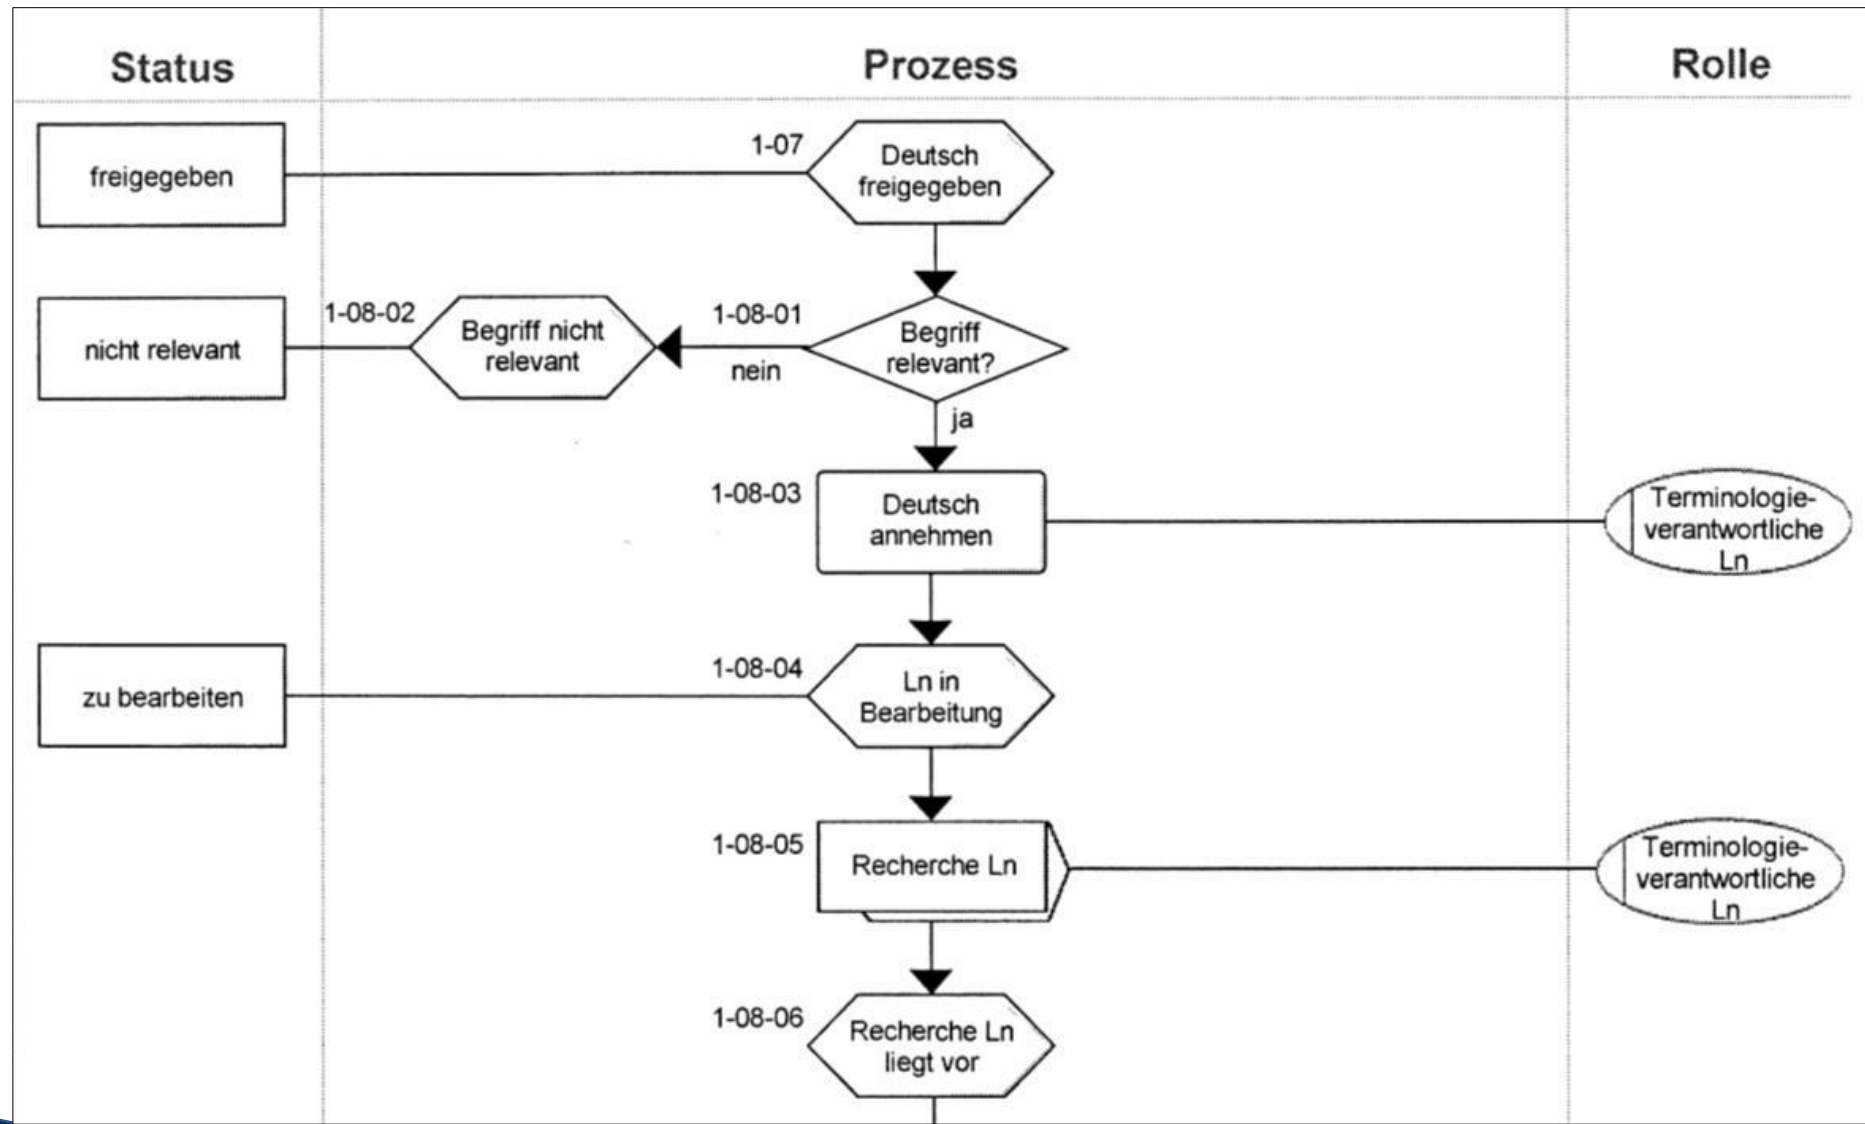 Status
Prozess
Rolle
freigegeben
1-07
Deutsch
freigegeben
nicht relevant
1-08-02
Begriff nicht
relevant
1-08-01
nein
Begriff
relevant?
ja
1-08-03
Deutsch
annehmen
Terminologie-
verantwortliche
Ln
zu bearbeiten
1-08-04
Ln in
Bearbeitung
1-08-05
Recherche Ln
Terminologie-
verantwortliche
Ln
1-08-06
Recherche Ln
liegt vor